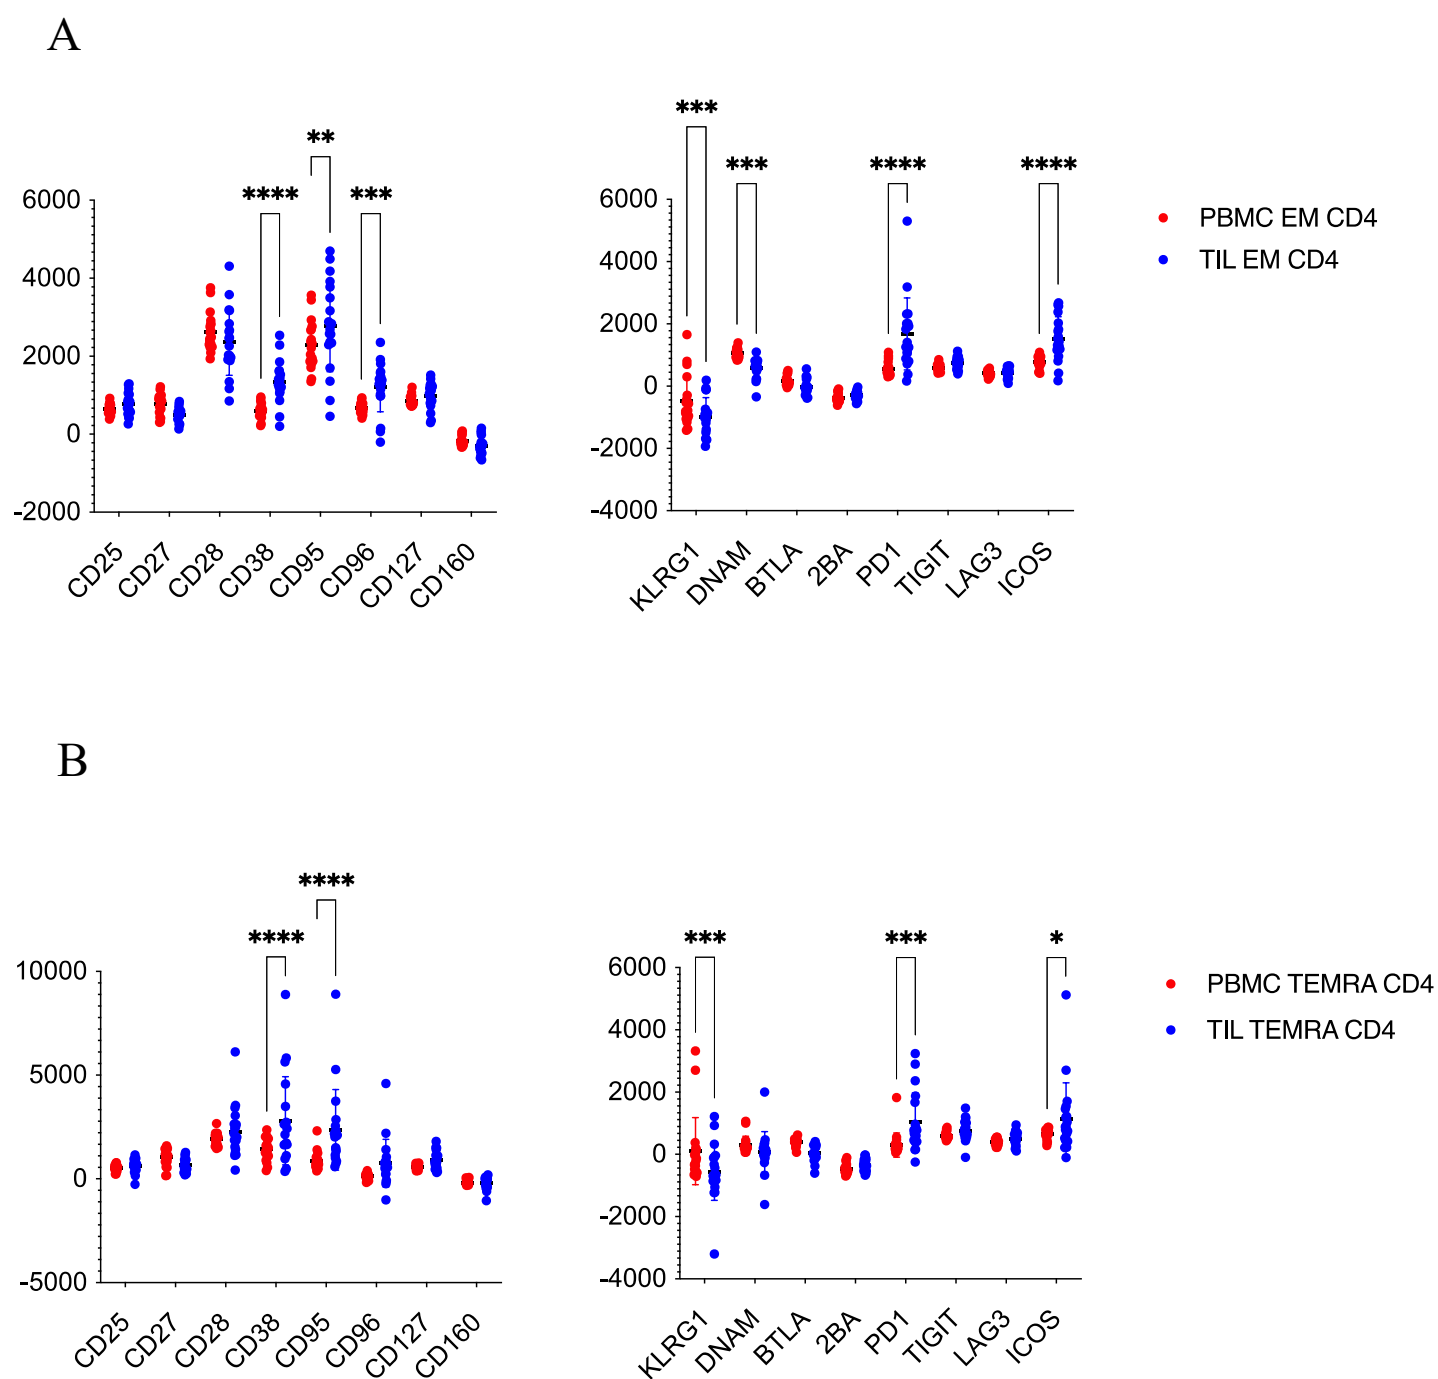 A
***
**
**** ***
*** **** ****
6000
4000
2000
0
-2000
CD25 CD27 CD28 CD38 CD95 CD96 CD127 CD160
6000
4000
2000
0
-2000
-4000
KLRG1 DNAM BTLA 2BA PD1 TIGIT LAG3 ICOS
PBMC EM CD4
TIL EM CD4
B
****
****
*** *** *
10000
5000
0
-5000
CD25 CD27 CD28 CD38 CD95 CD96 CD127 CD160
6000
4000
2000
0
-2000
-4000
KLRG1 DNAM BTLA 2BA PD1 TIGIT LAG3 ICOS
PBMC TEMRA CD4
TIL TEMRA CD4